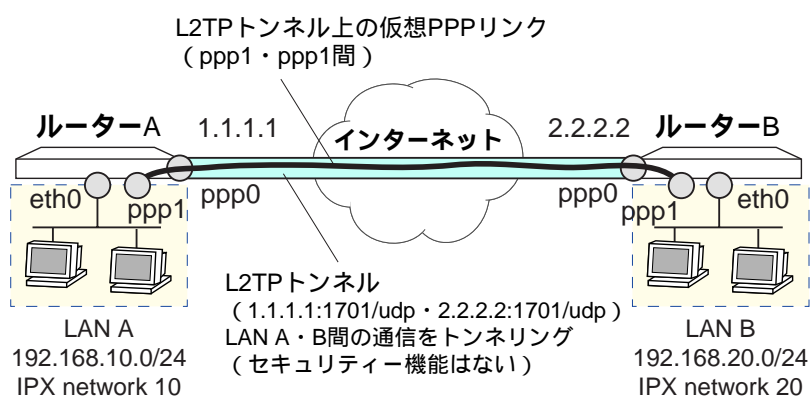 L2TPトンネル上の仮想PPPリンク
（ppp1・ppp1間）
ルーターA
1.1.1.1
インターネット
2.2.2.2
ルーターB
eth0
ppp1
ppp0
ppp0
ppp1
eth0
L2TPトンネル
（1.1.1.1:1701/udp・2.2.2.2:1701/udp）
LAN A・B間の通信をトンネリング
（セキュリティー機能はない）
LAN A
192.168.10.0/24
IPX network 10
LAN B
192.168.20.0/24
IPX network 20